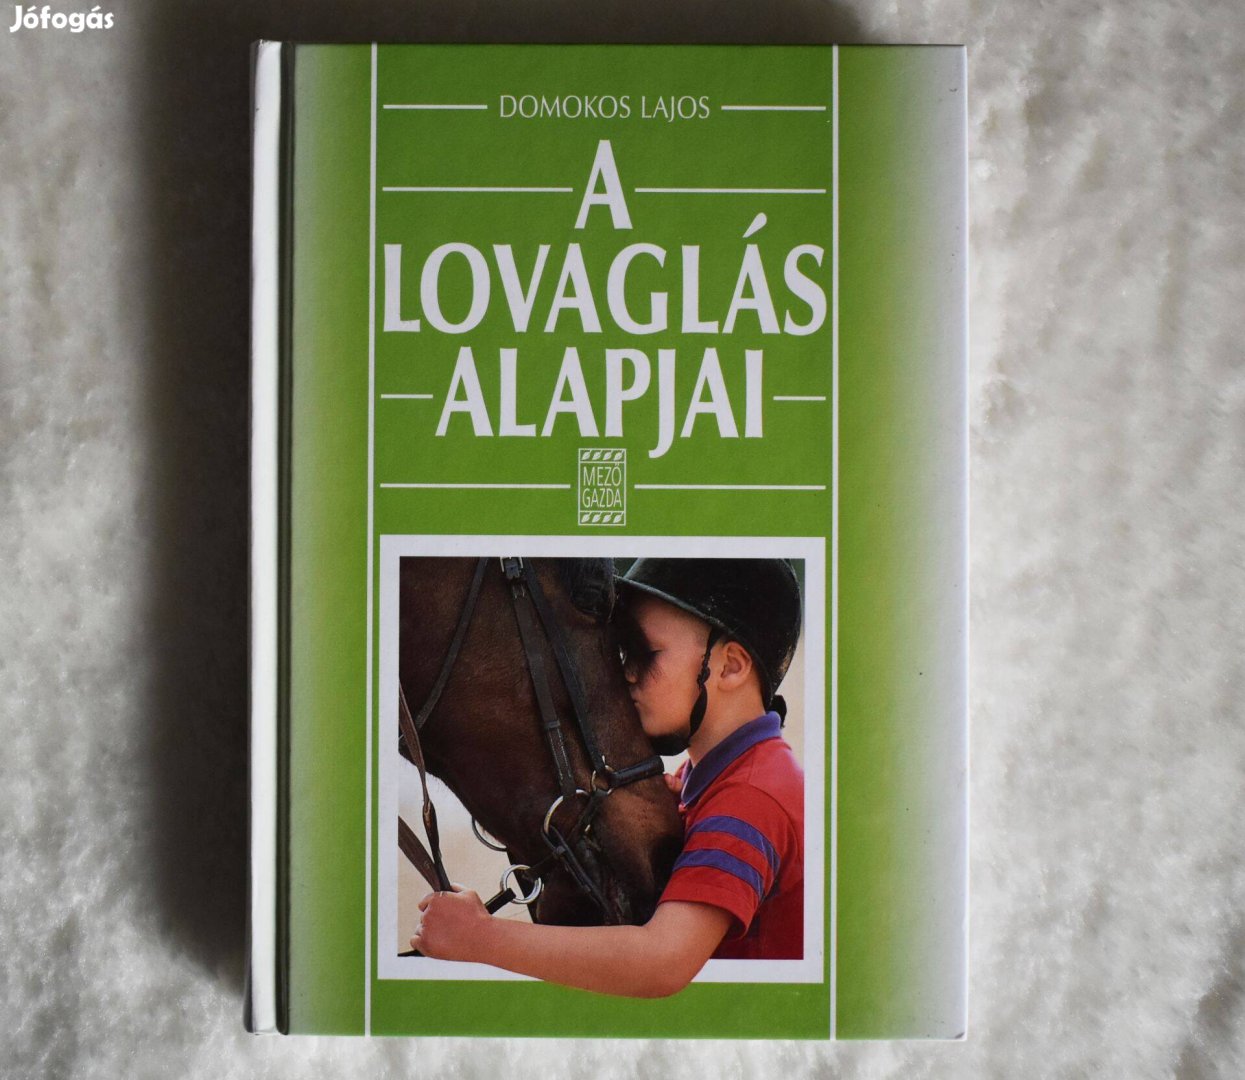 Jófogás
DOMOKOS LAJOS
A
LOVAGLÁS
ALAPJAI
MEZŐ
GAZDA